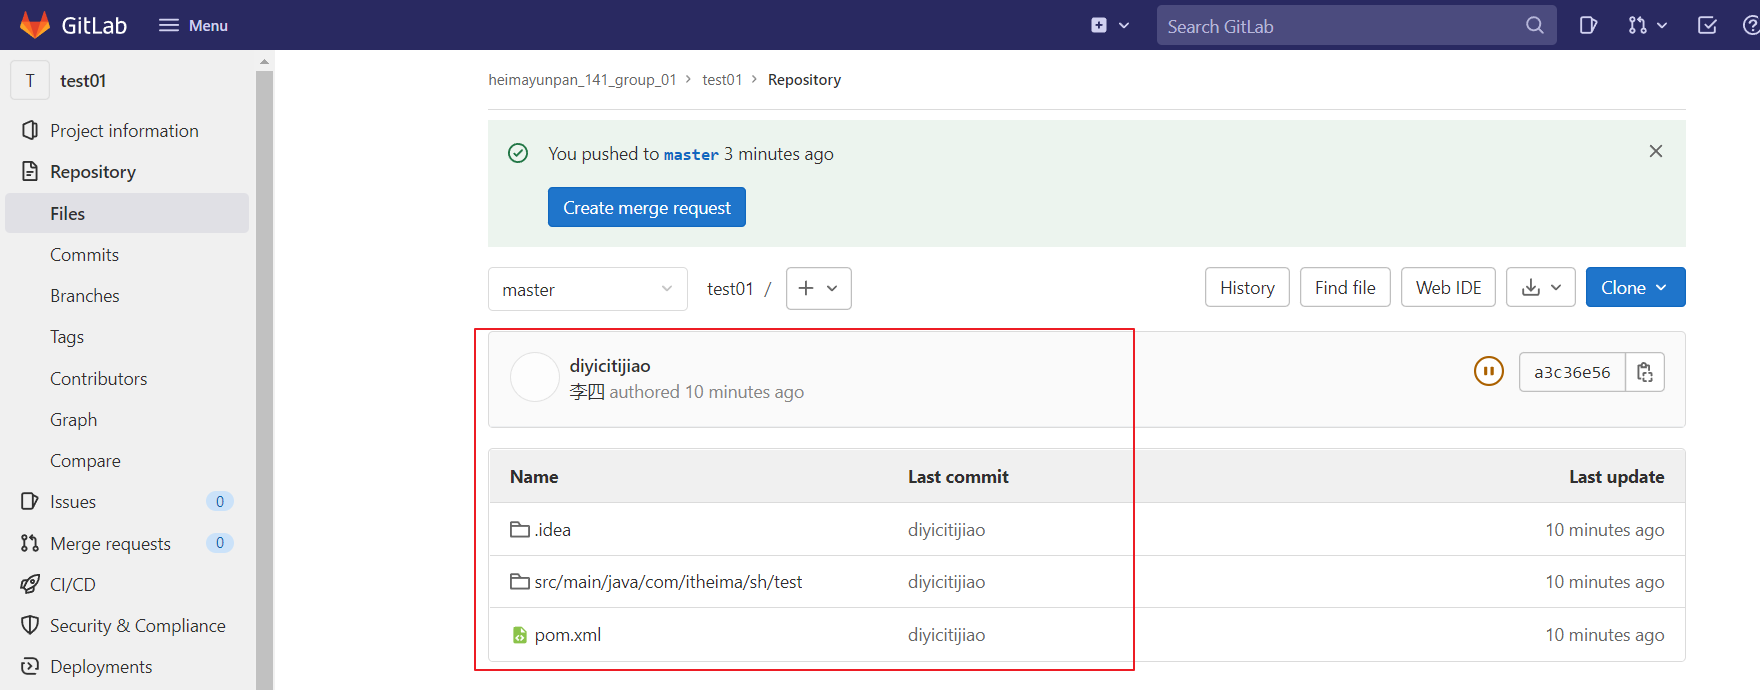 GitLab
Menu
Search GitLab
T test01
Project information
Repository
Files
Commits
Branches
Tags
Contributors
Graph
Compare
Issues 0
Merge requests 0
CI/CD
Security & Compliance
Deployments
heimayunpan_141_group_01 > test01 > Repository
You pushed to master 3 minutes ago
Create merge request
master
test01 /
History
Find file
Web IDE
Clone
diyicitijiao
李四 authored 10 minutes ago
a3c36e56
Name Last commit Last update
.idea diyicitijiao 10 minutes ago
src/main/java/com/itheima/sh/test diyicitijiao 10 minutes ago
pom.xml diyicitijiao 10 minutes ago